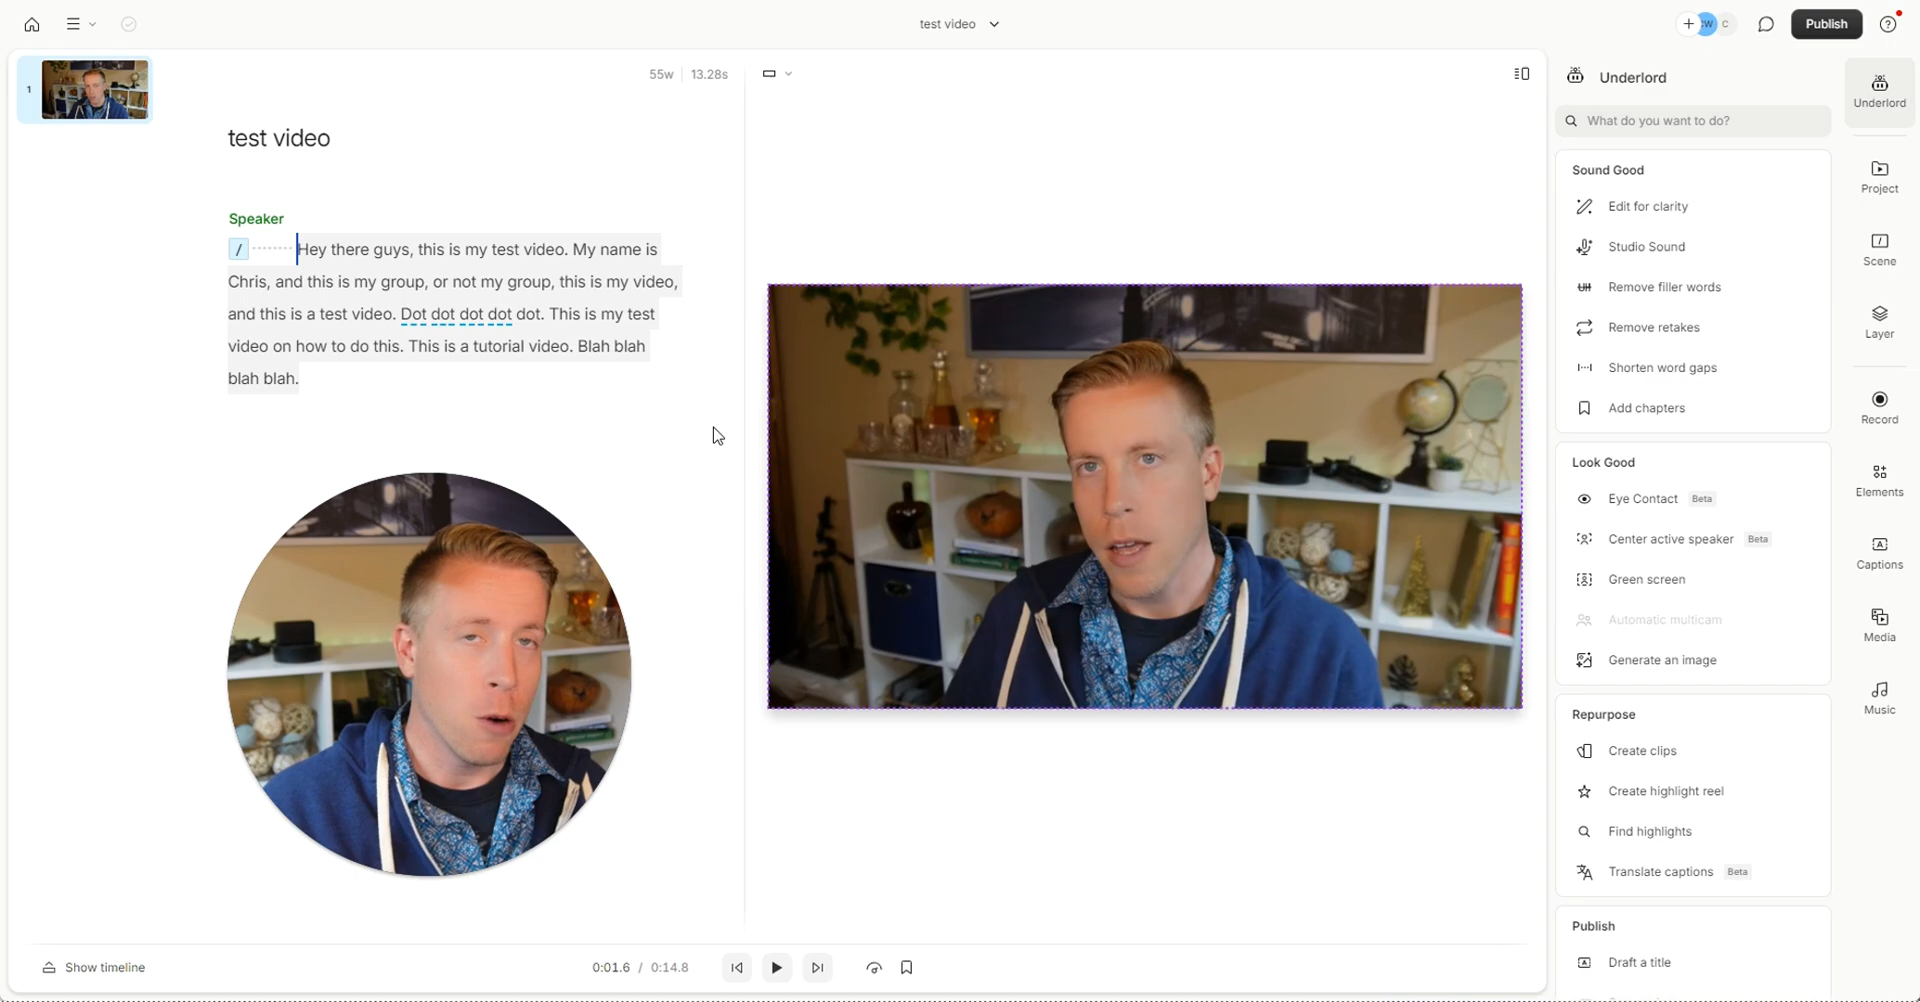 test video
CW
C
Publish
1
55w
13.28s
test video
Speaker
/
Hey there guys, this is my test video. My name is
Chris, and this is my group, or not my group, this is my video,
and this is a test video. Dot dot dot dot dot. This is my test
video on how to do this. This is a tutorial video. Blah blah
blah blah.
Show timeline
0:01.6 / 0:14.8
Underlord
What do you want to do?
Sound Good
Edit for clarity
Studio Sound
Remove filler words
Remove retakes
Shorten word gaps
Add chapters
Look Good
Eye Contact Beta
Center active speaker Beta
Green screen
Automatic multicam
Generate an image
Repurpose
Create clips
Create highlight reel
Find highlights
Translate captions Beta
Publish
Draft a title
Underlord
Project
Scene
Layer
Record
Elements
Captions
Media
Music